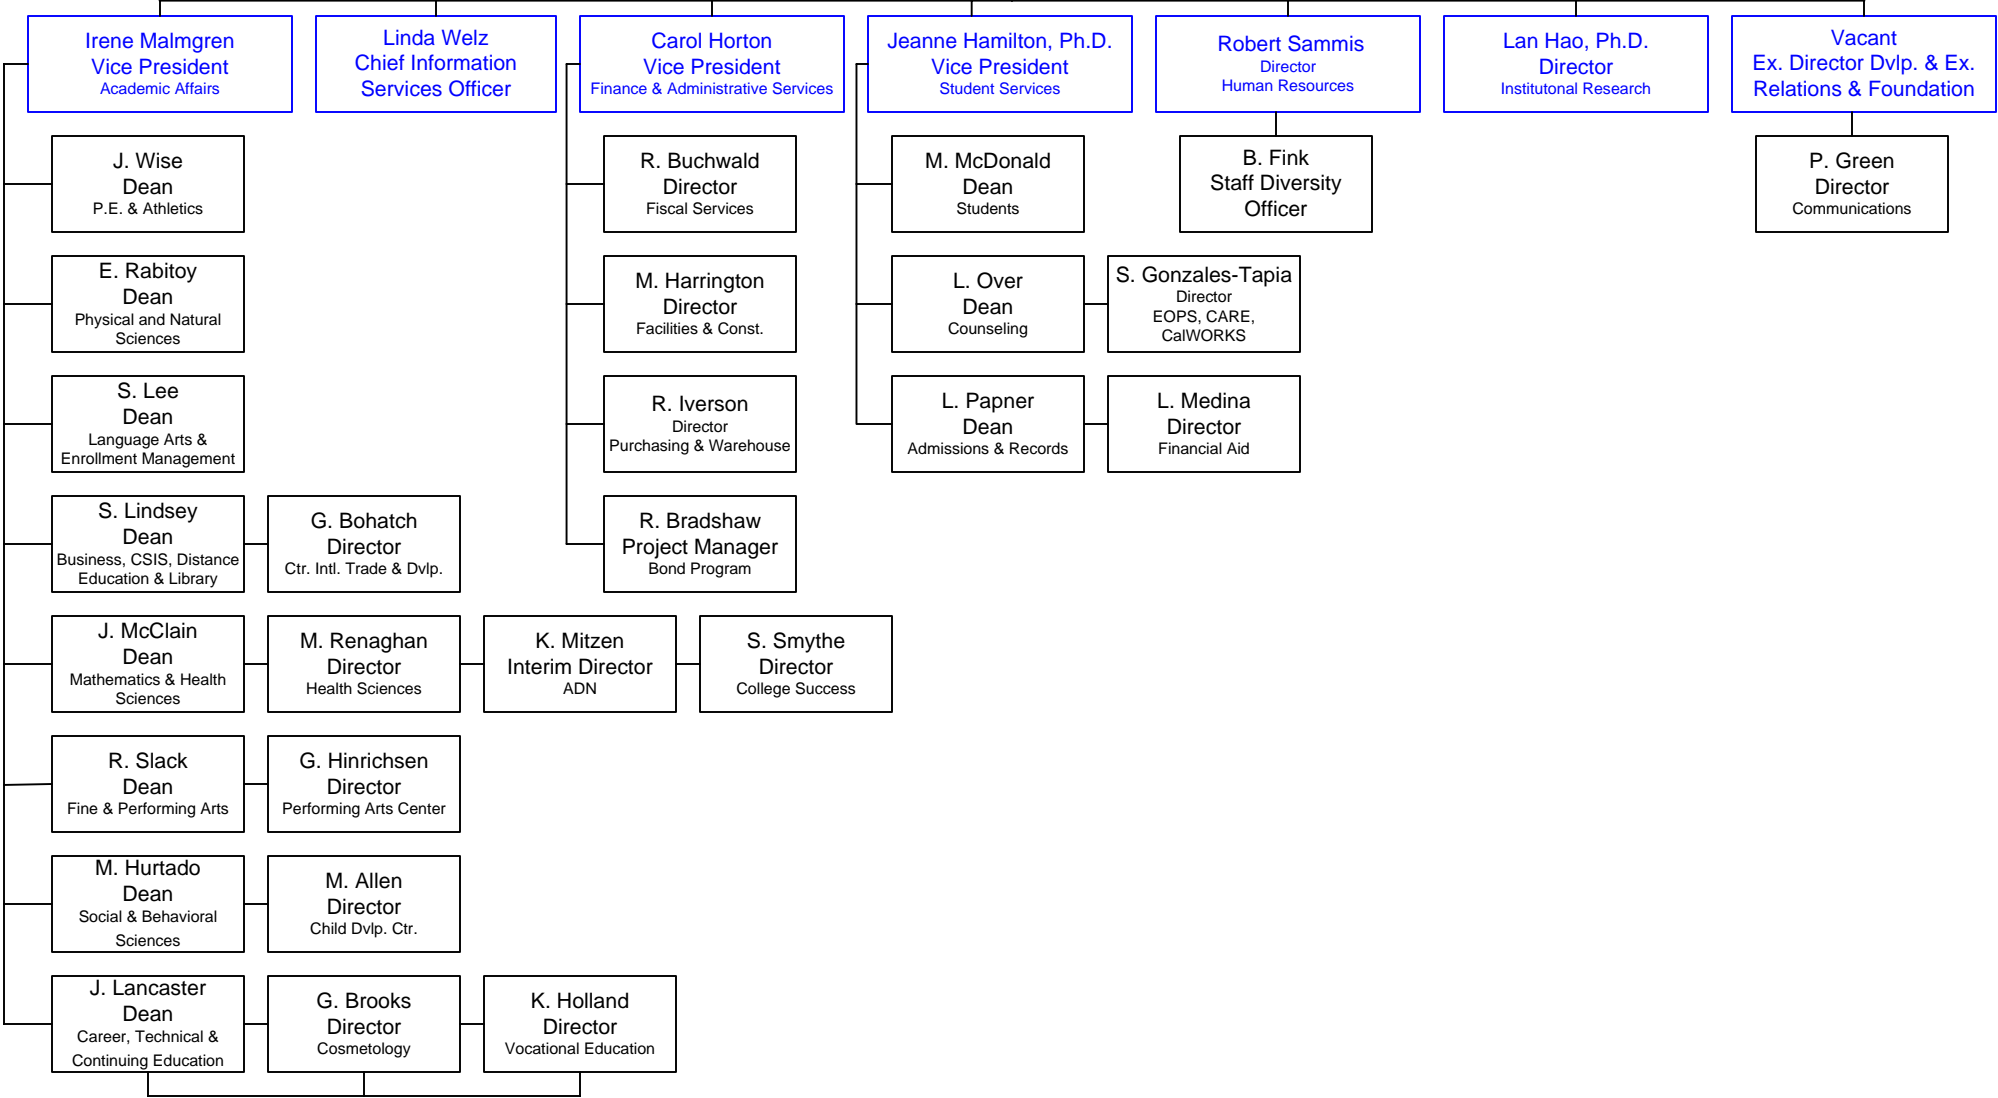 Irene Malmgren
Vice President
Academic Affairs
Linda Welz
Chief Information
Services Officer
Carol Horton
Vice President
Finance & Administrative Services
Jeanne Hamilton, Ph.D.
Vice President
Student Services
Robert Sammis
Director
Human Resources
Lan Hao, Ph.D.
Director
Institutonal Research
Vacant
Ex. Director Dvlp. & Ex.
Relations & Foundation
J. Wise
Dean
P.E. & Athletics
R. Buchwald
Director
Fiscal Services
M. McDonald
Dean
Students
B. Fink
Staff Diversity
Officer
P. Green
Director
Communications
E. Rabitoy
Dean
Physical and Natural
Sciences
M. Harrington
Director
Facilities & Const.
L. Over
Dean
Counseling
S. Gonzales-Tapia
Director
EOPS, CARE,
CalWORKS
S. Lee
Dean
Language Arts &
Enrollment Management
R. Iverson
Director
Purchasing & Warehouse
L. Papner
Dean
Admissions & Records
L. Medina
Director
Financial Aid
S. Lindsey
Dean
Business, CSIS, Distance
Education & Library
G. Bohatch
Director
Ctr. Intl. Trade & Dvlp.
R. Bradshaw
Project Manager
Bond Program
J. McClain
Dean
Mathematics & Health
Sciences
M. Renaghan
Director
Health Sciences
K. Mitzen
Interim Director
ADN
S. Smythe
Director
College Success
R. Slack
Dean
Fine & Performing Arts
G. Hinrichsen
Director
Performing Arts Center
M. Hurtado
Dean
Social & Behavioral
Sciences
M. Allen
Director
Child Dvlp. Ctr.
J. Lancaster
Dean
Career, Technical &
Continuing Education
G. Brooks
Director
Cosmetology
K. Holland
Director
Vocational Education